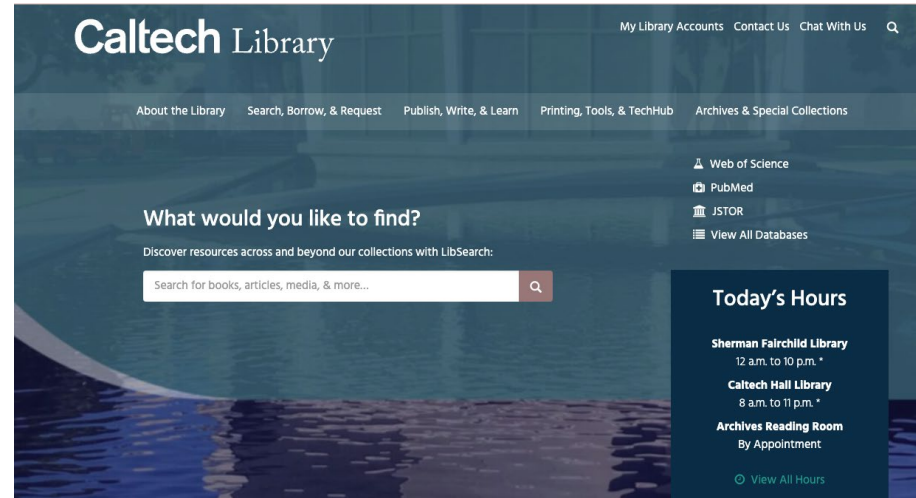 Caltech Library
My Library Accounts Contact Us Chat With Us
About the Library Search, Borrow, & Request Publish, Write, & Learn Printing, Tools, & TechHub Archives & Special Collections
Web of Science
PubMed
JSTOR
View All Databases
What would you like to find?
Discover resources across and beyond our collections with LibSearch:
Search for books, articles, media, & more...
Today's Hours
Sherman Fairchild Library
12 a.m. to 10 p.m. *
Caltech Hall Library
8 a.m. to 11 p.m. *
Archives Reading Room
By Appointment
View All Hours